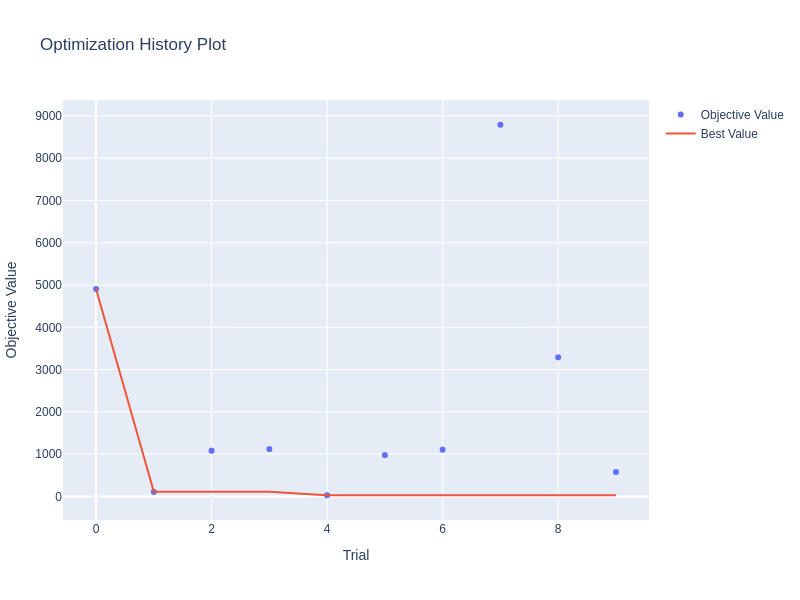 Optimization History Plot
Objective Value
Best Value
9000
8000
7000
6000
5000
4000
3000
2000
1000
0
Objective Value
0 2 4 6 8
Trial